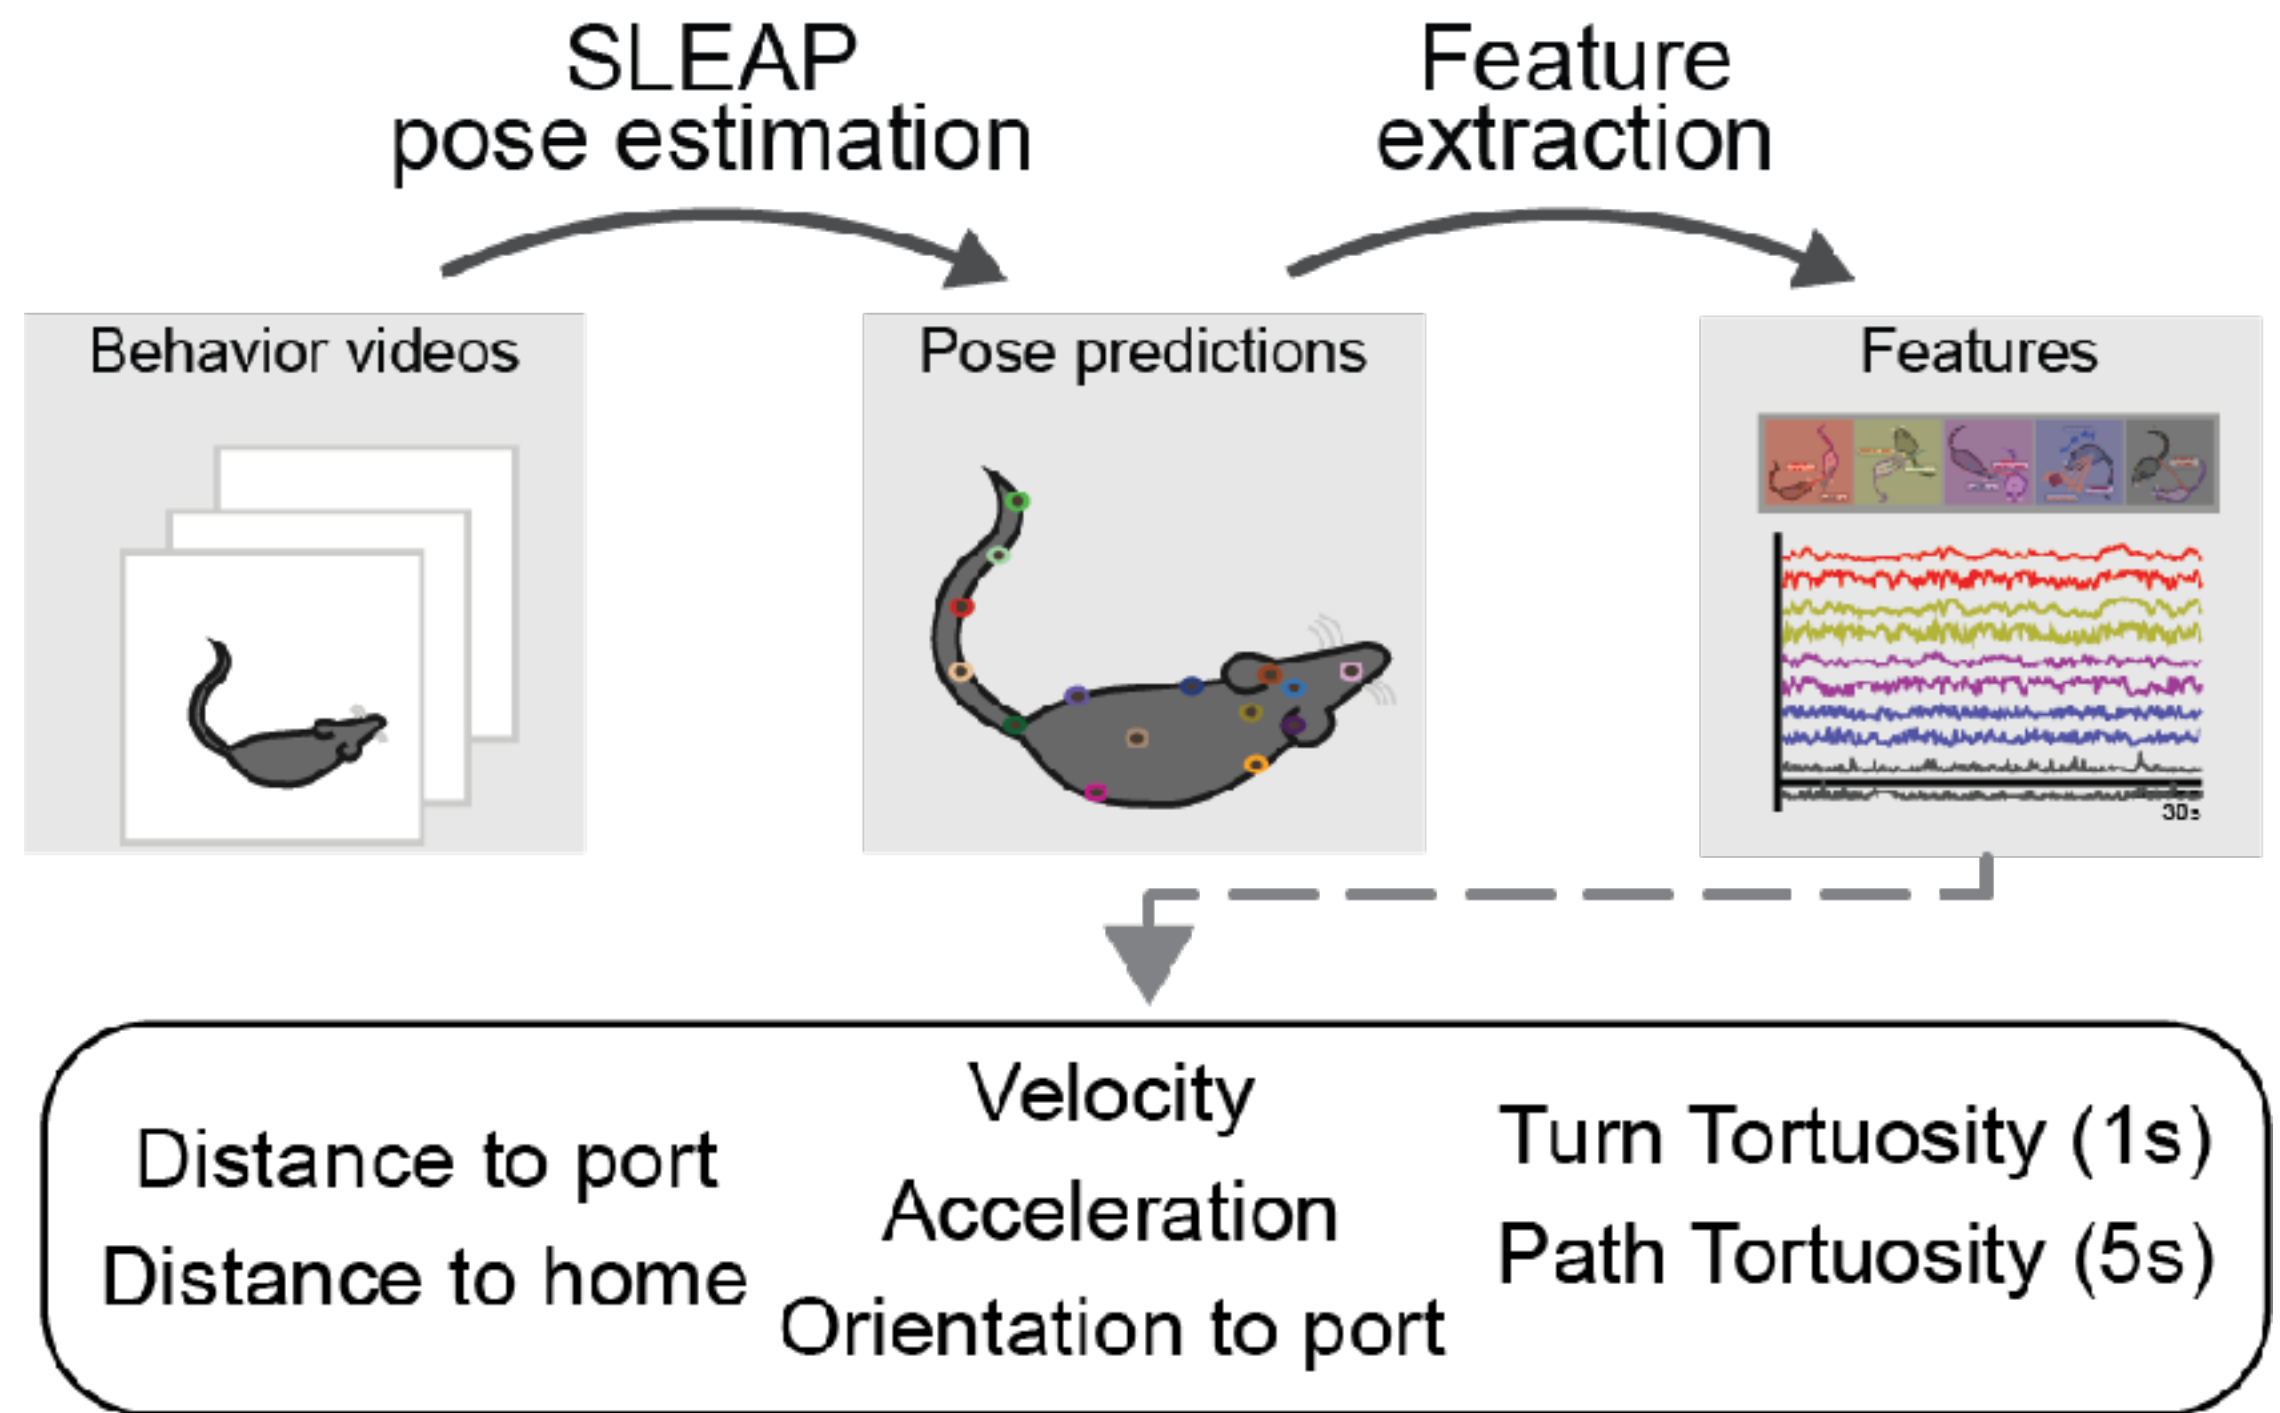 SLEAP
pose estimation
Feature
extraction
Behavior videos
Pose predictions
Features
30s
Distance to port
Distance to home
Velocity
Acceleration
Orientation to port
Turn Tortuosity (1s)
Path Tortuosity (5s)